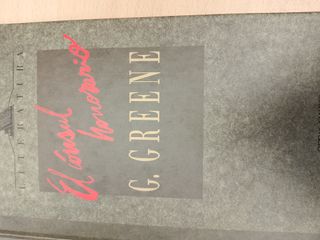 LITERATURA
El cónsul
honorario
G. GREENE